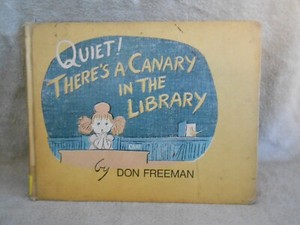 QUIET!
THERE'S A CANARY
IN THE
LIBRARY
by DON FREEMAN